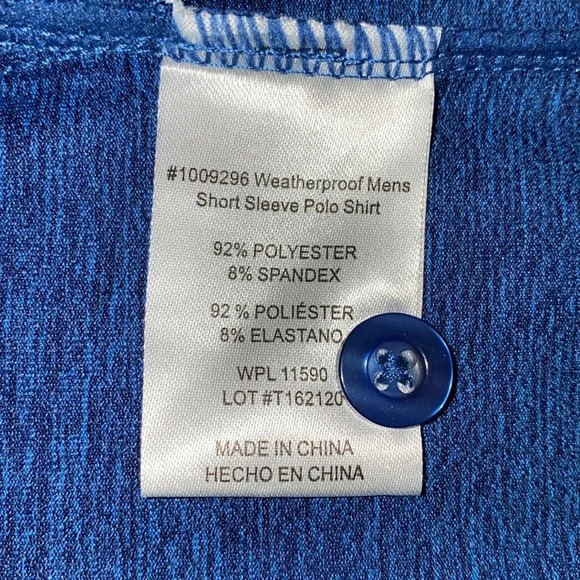 #1009296 Weatherproof Mens
Short Sleeve Polo Shirt
92% POLYESTER
8% SPANDEX
92 % POLIÉSTER
8% ELASTANO
WPL 11590
LOT #T162120
MADE IN CHINA
HECHO EN CHINA